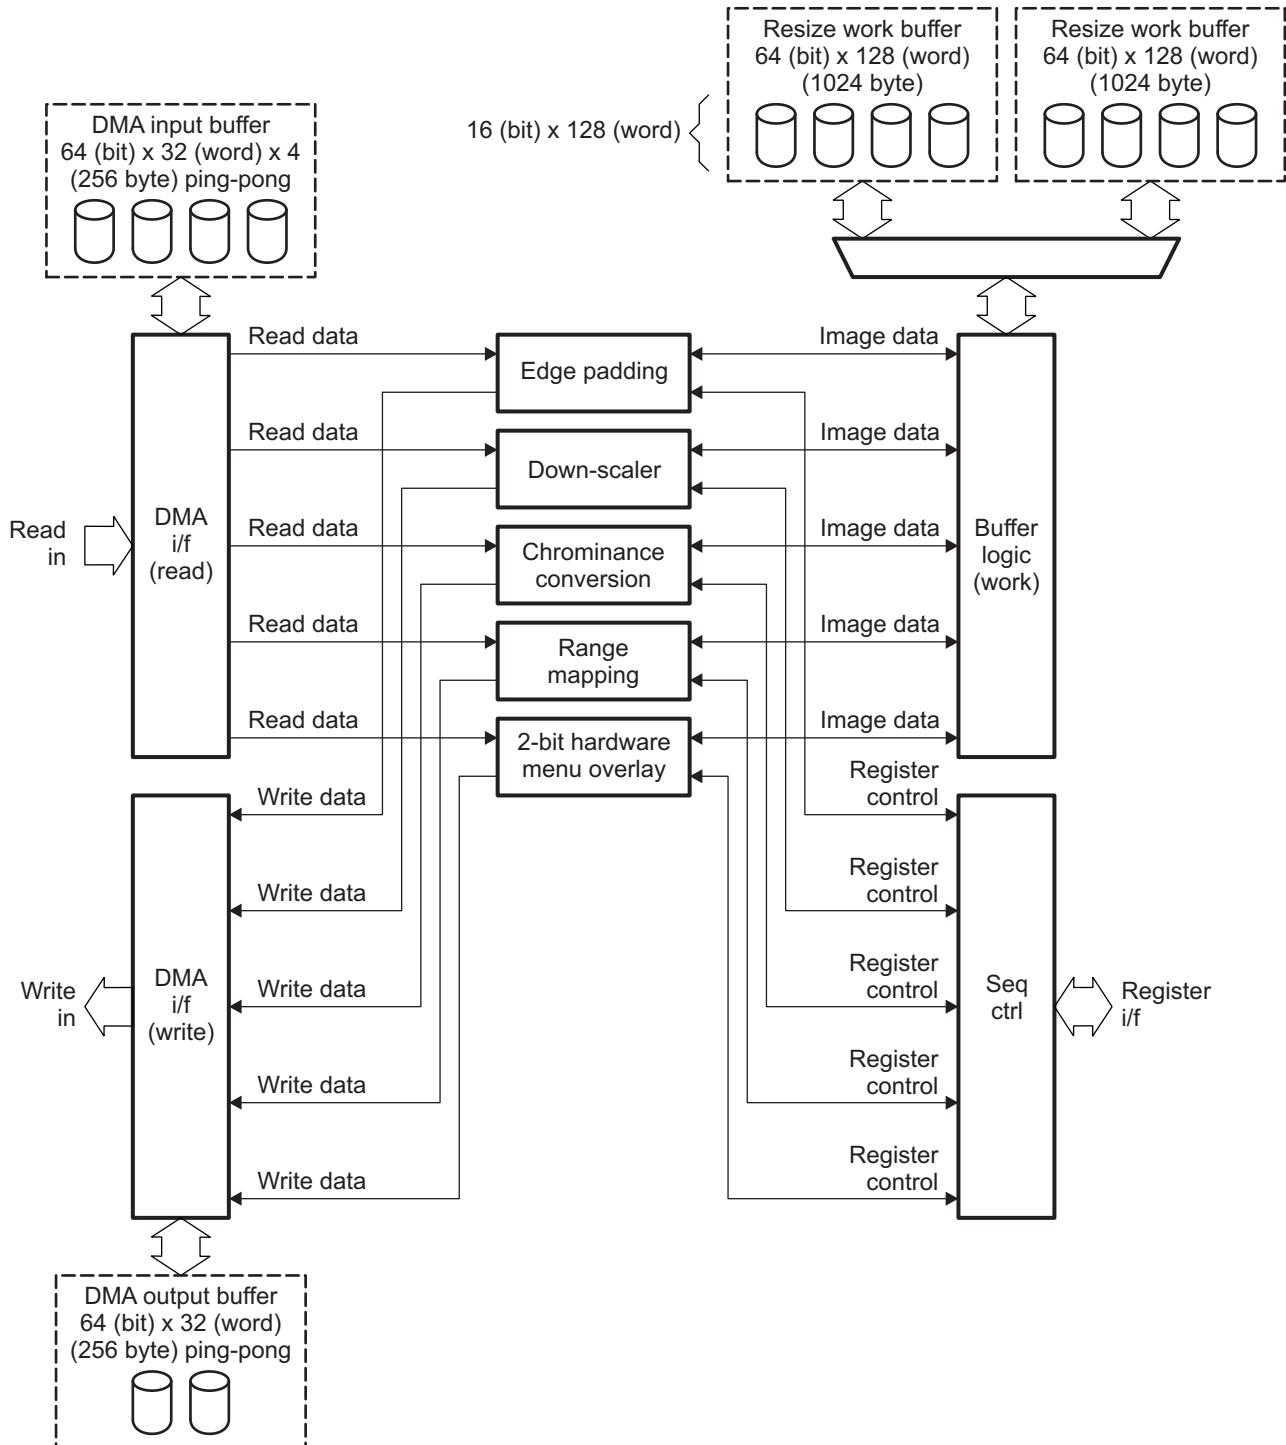 Resize work buffer
64 (bit) x 128 (word)
(1024 byte)
Resize work buffer
64 (bit) x 128 (word)
(1024 byte)
16 (bit) x 128 (word)
DMA input buffer
64 (bit) x 32 (word) x 4
(256 byte) ping-pong
Read data
Edge padding
Image data
Read data
Down-scaler
Image data
Read
in
DMA
i/f
(read)
Read data
Chrominance
conversion
Image data
Buffer
logic
(work)
Read data
Range
mapping
Image data
Read data
2-bit hardware
menu overlay
Image data
Write data
Register
control
Write data
Register
control
Write
in
DMA
i/f
(write)
Write data
Register
control
Seq
ctrl
Register
i/f
Write data
Register
control
Write data
Register
control
DMA output buffer
64 (bit) x 32 (word)
(256 byte) ping-pong